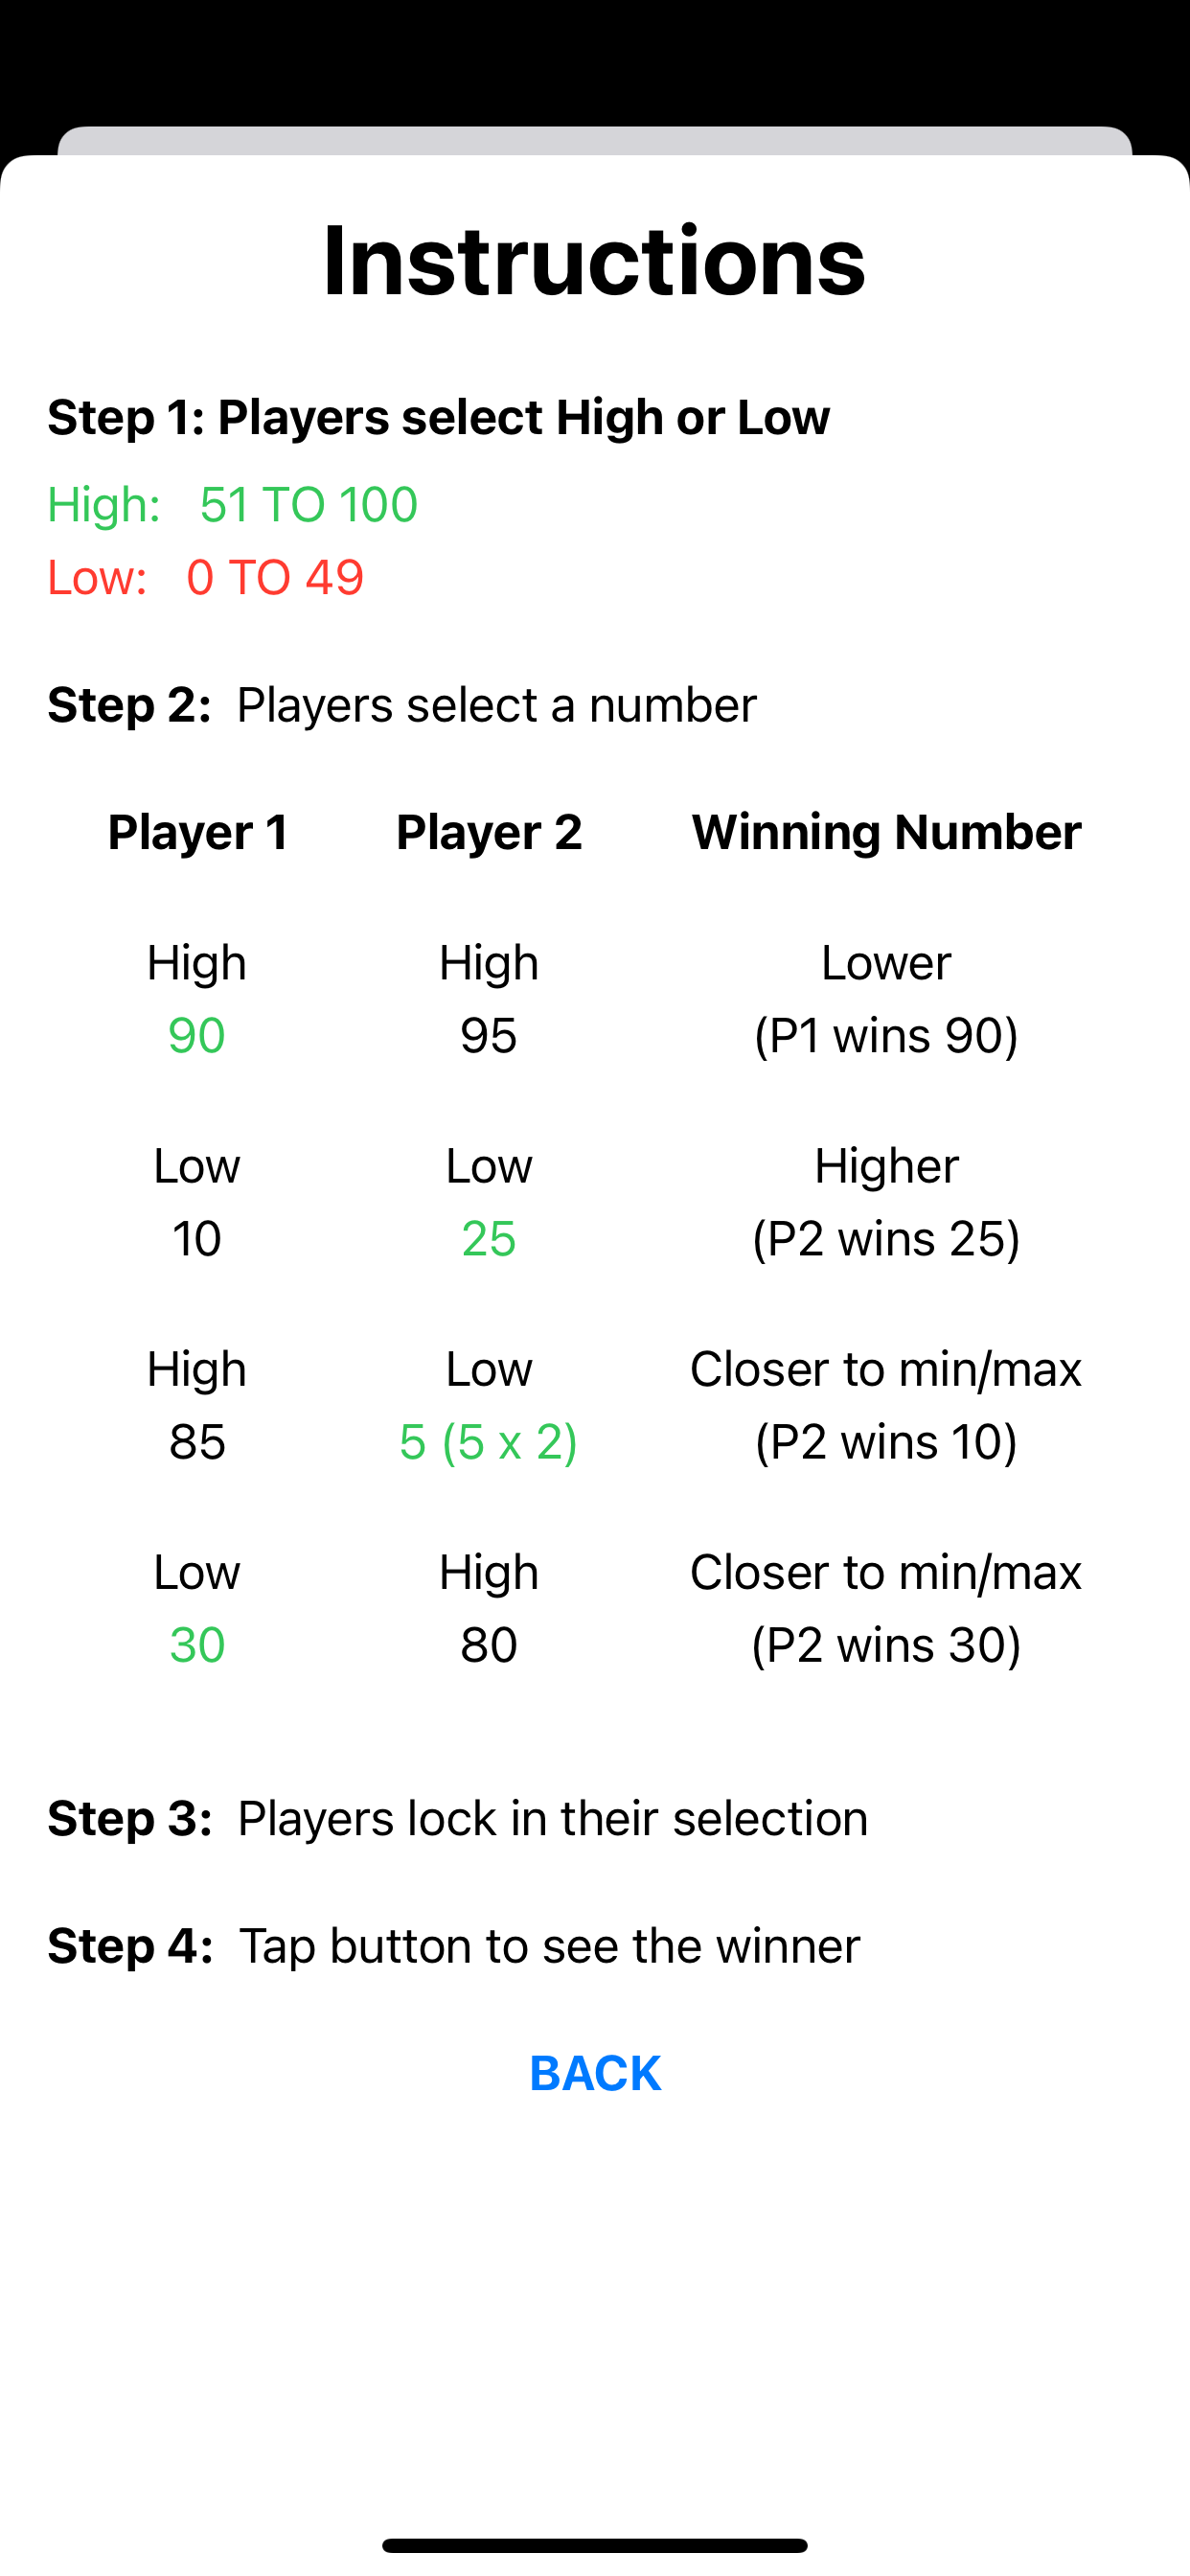 Instructions
Step 1: Players select High or Low
High: 51 TO 100
Low: 0 TO 49
Step 2: Players select a number
Player 1 Player 2 Winning Number
High High Lower
90 95 (P1 wins 90)
Low Low Higher
10 25 (P2 wins 25)
High Low Closer to min/max
85 5 (5 x 2) (P2 wins 10)
Low High Closer to min/max
30 80 (P2 wins 30)
Step 3: Players lock in their selection
Step 4: Tap button to see the winner
BACK